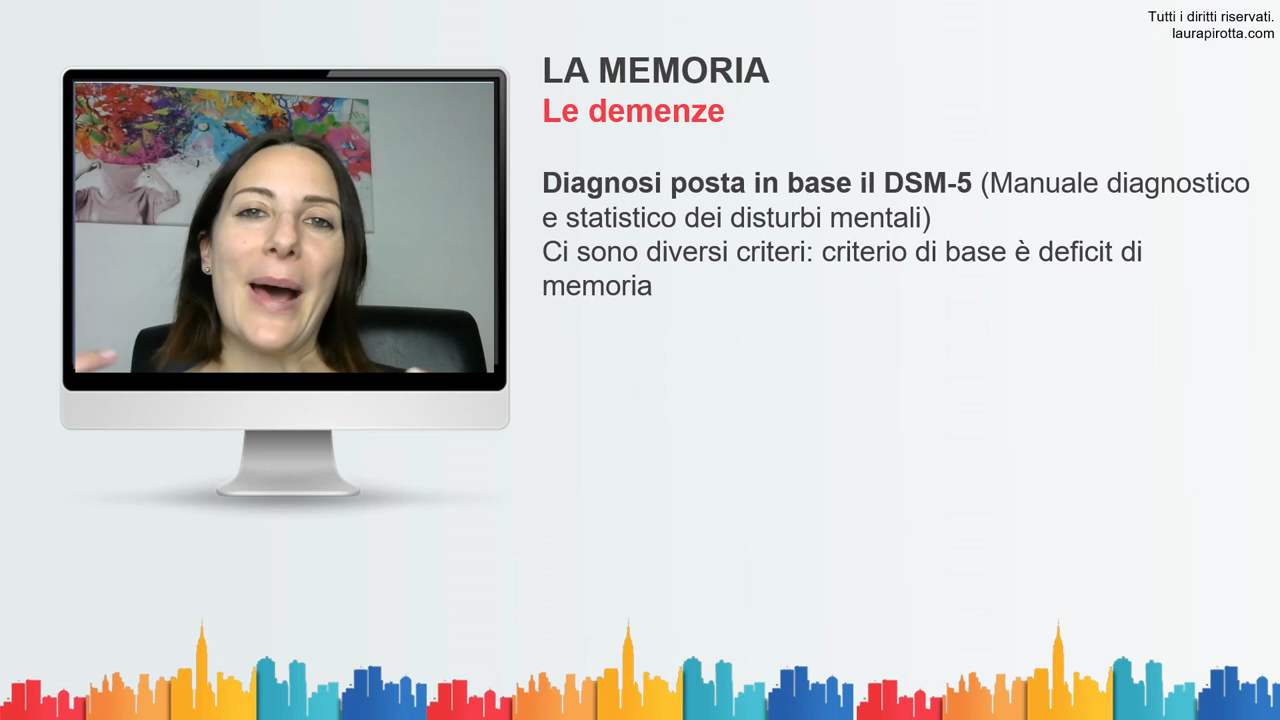 Tutti i diritti riservati.
laurapirotta.com
LA MEMORIA
Le demenze
Diagnosi posta in base il DSM-5 (Manuale diagnostico
e statistico dei disturbi mentali)
Ci sono diversi criteri: criterio di base è deficit di
memoria